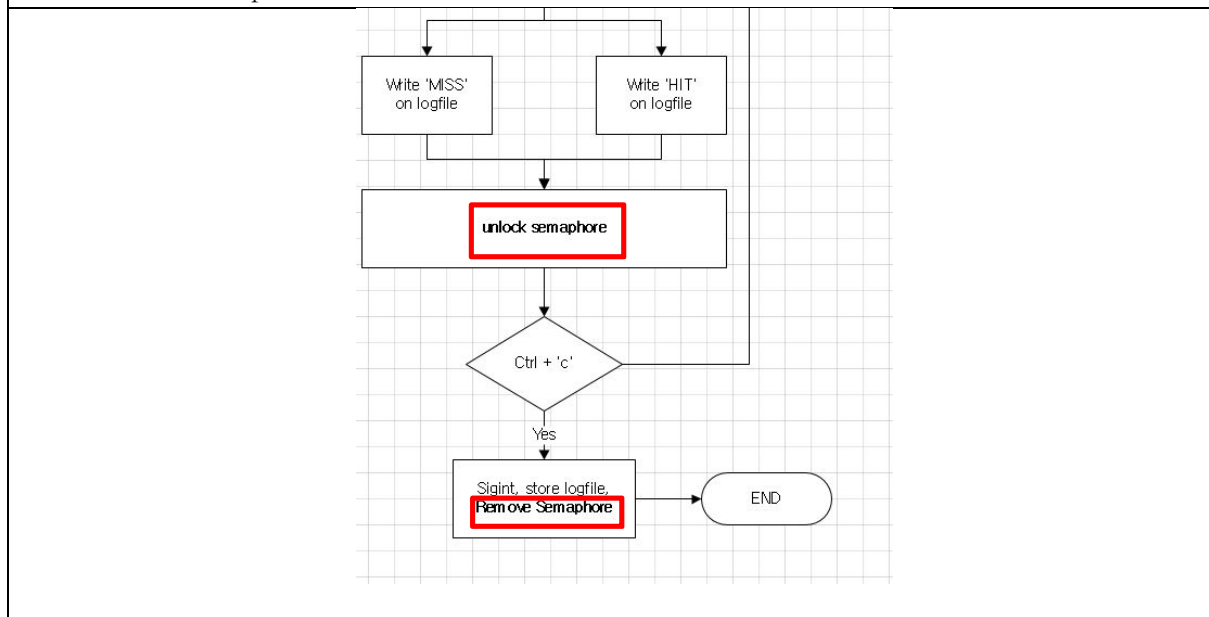 Write 'MISS'
on logfile
Write 'HIT'
on logfile
unlock semaphore
Ctrl + 'c'
Yes
Sigint, store logfile,
Remove Semaphore
END